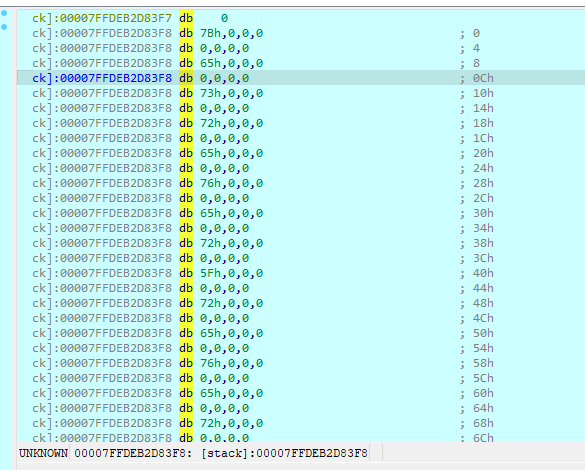 ck]:00007FFDEB2D83F7 db 0
ck]:00007FFDEB2D83F8 db 7Bh,0,0,0 ; 0
ck]:00007FFDEB2D83F8 db 0,0,0,0 ; 4
ck]:00007FFDEB2D83F8 db 65h,0,0,0 ; 8
ck]:00007FFDEB2D83F8 db 0,0,0,0 ; 0Ch
ck]:00007FFDEB2D83F8 db 73h,0,0,0 ; 10h
ck]:00007FFDEB2D83F8 db 0,0,0,0 ; 14h
ck]:00007FFDEB2D83F8 db 72h,0,0,0 ; 18h
ck]:00007FFDEB2D83F8 db 0,0,0,0 ; 1Ch
ck]:00007FFDEB2D83F8 db 65h,0,0,0 ; 20h
ck]:00007FFDEB2D83F8 db 0,0,0,0 ; 24h
ck]:00007FFDEB2D83F8 db 76h,0,0,0 ; 28h
ck]:00007FFDEB2D83F8 db 0,0,0,0 ; 2Ch
ck]:00007FFDEB2D83F8 db 65h,0,0,0 ; 30h
ck]:00007FFDEB2D83F8 db 0,0,0,0 ; 34h
ck]:00007FFDEB2D83F8 db 72h,0,0,0 ; 38h
ck]:00007FFDEB2D83F8 db 0,0,0,0 ; 3Ch
ck]:00007FFDEB2D83F8 db 5Fh,0,0,0 ; 40h
ck]:00007FFDEB2D83F8 db 0,0,0,0 ; 44h
ck]:00007FFDEB2D83F8 db 72h,0,0,0 ; 48h
ck]:00007FFDEB2D83F8 db 0,0,0,0 ; 4Ch
ck]:00007FFDEB2D83F8 db 65h,0,0,0 ; 50h
ck]:00007FFDEB2D83F8 db 0,0,0,0 ; 54h
ck]:00007FFDEB2D83F8 db 76h,0,0,0 ; 58h
ck]:00007FFDEB2D83F8 db 0,0,0,0 ; 5Ch
ck]:00007FFDEB2D83F8 db 65h,0,0,0 ; 60h
ck]:00007FFDEB2D83F8 db 0,0,0,0 ; 64h
ck]:00007FFDEB2D83F8 db 72h,0,0,0 ; 68h
ck]:00007FFDEB2D83F8 db 0,0,0,0 ; 6Ch
UNKNOWN 00007FFDEB2D83F8: [stack]:00007FFDEB2D83F8